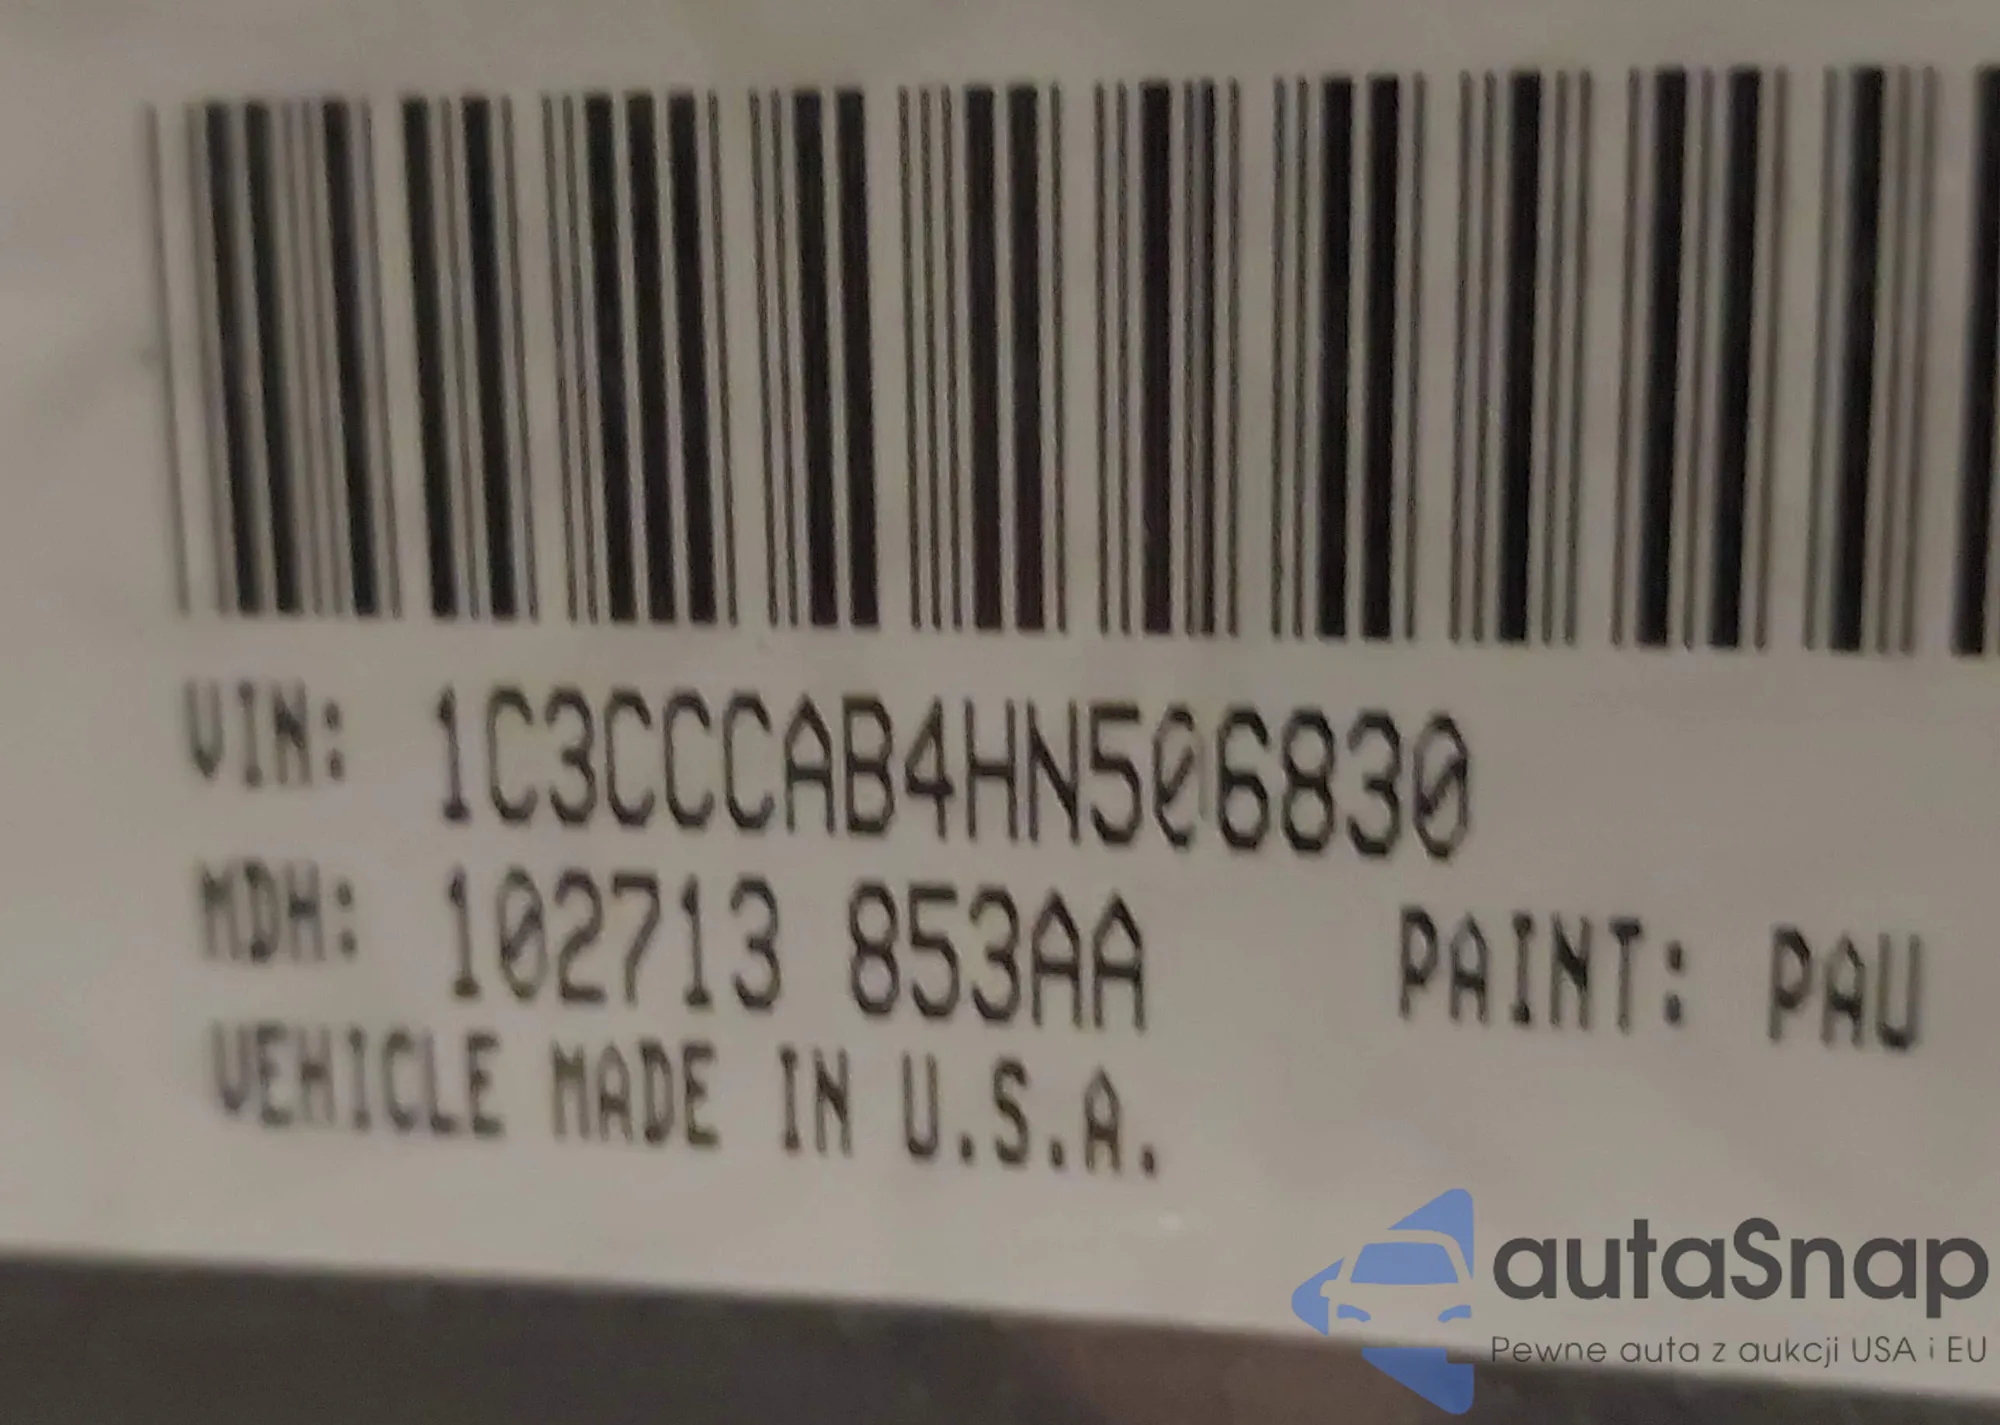 VIN: 1C3CCCAB4HN506830
MDH: 102713 853AA PAINT: PAU
VEHICLE MADE IN U.S.A.
autaSnap
Pewne auta z aukcji USA i EU